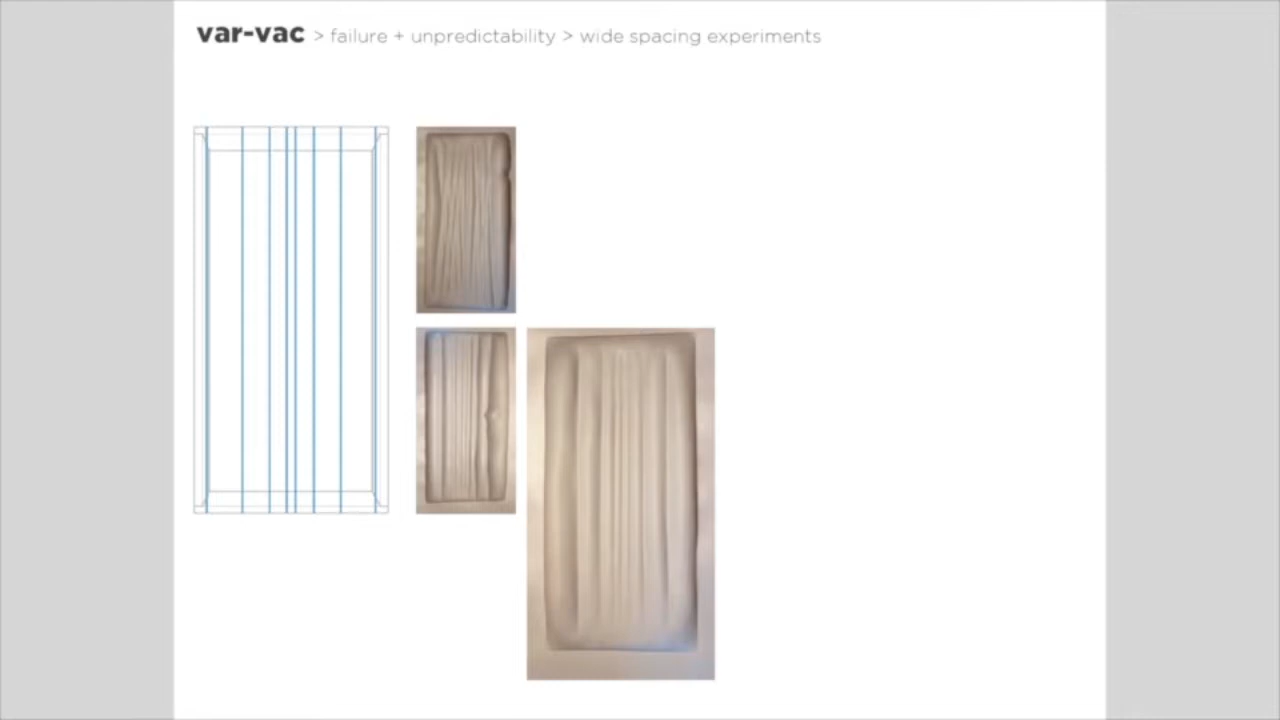 var-vac > failure + unpredictability > wide spacing experiments